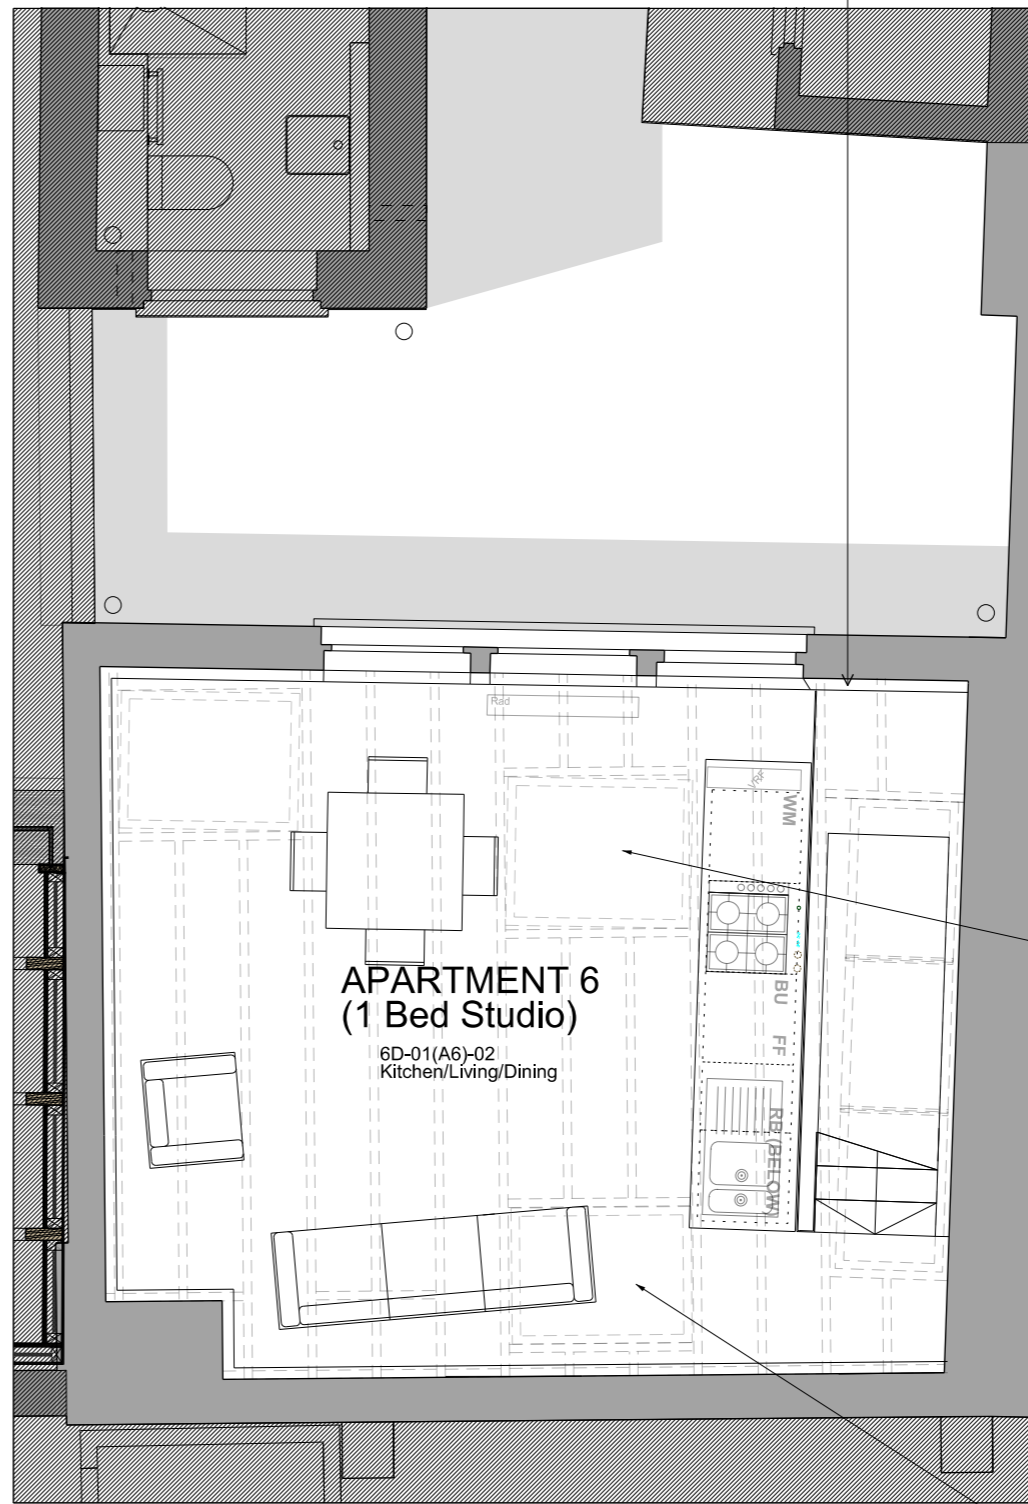 Rad
WM
BU
FF
RB (BELOW)
APARTMENT 6
(1 Bed Studio)
6D-01(A6)-02
Kitchen/Living/Dining